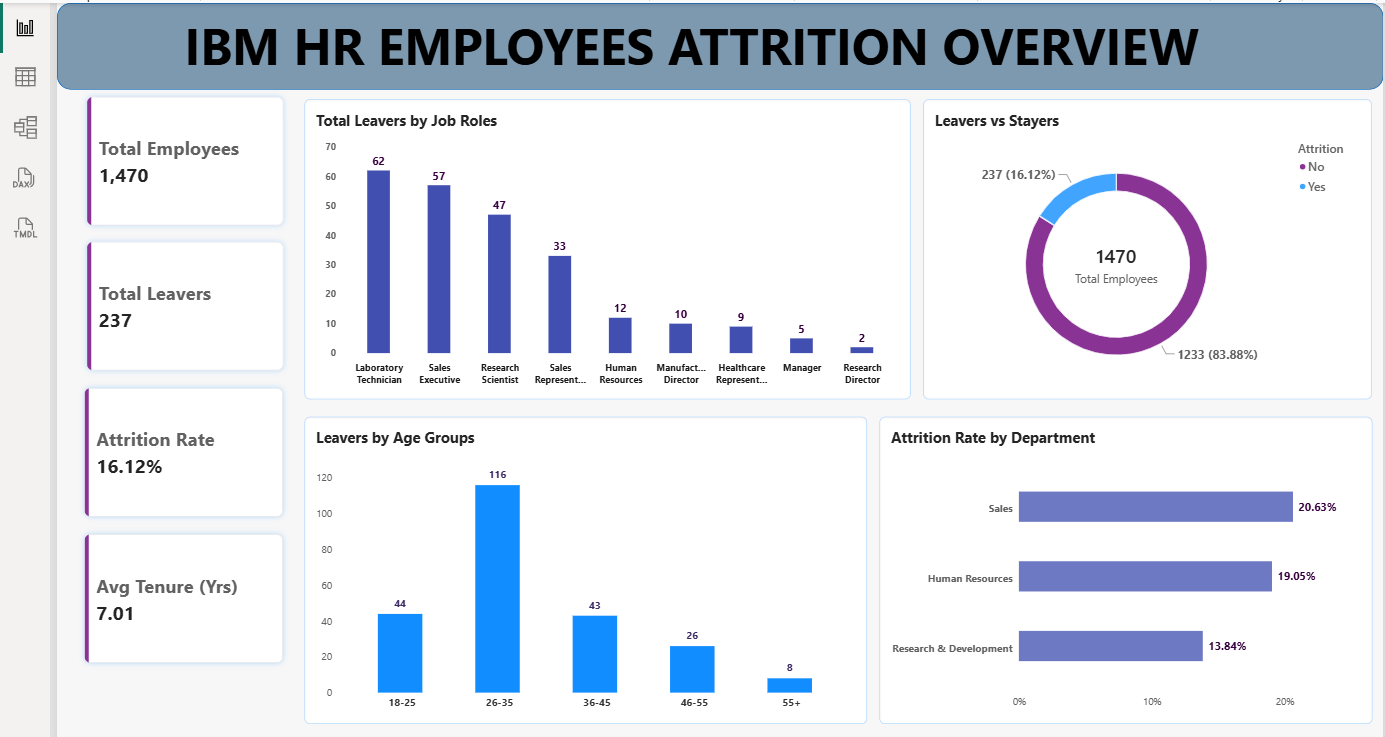 DAX
TMDL
IBM HR EMPLOYEES ATTRITION OVERVIEW
Total Employees
1,470
Total Leavers
237
Attrition Rate
16.12%
Avg Tenure (Yrs)
7.01
Total Leavers by Job Roles
70
60
50
40
30
20
10
0
62
57
47
33
12
10
9
5
2
Laboratory
Technician
Sales
Executive
Research
Scientist
Sales
Represent...
Human
Resources
Manufact...
Director
Healthcare
Represent...
Manager
Research
Director
Leavers vs Stayers
Attrition
No
Yes
237 (16.12%)
1470
Total Employees
1233 (83.88%)
Leavers by Age Groups
120
100
80
60
40
20
0
44
116
43
26
8
18-25
26-35
36-45
46-55
55+
Attrition Rate by Department
Sales
20.63%
Human Resources
19.05%
Research & Development
13.84%
0%
10%
20%